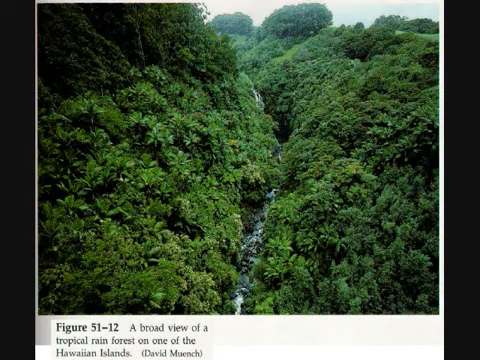 Figure 51–12 A broad view of a
tropical rain forest on one of the
Hawaiian Islands. (David Muench)